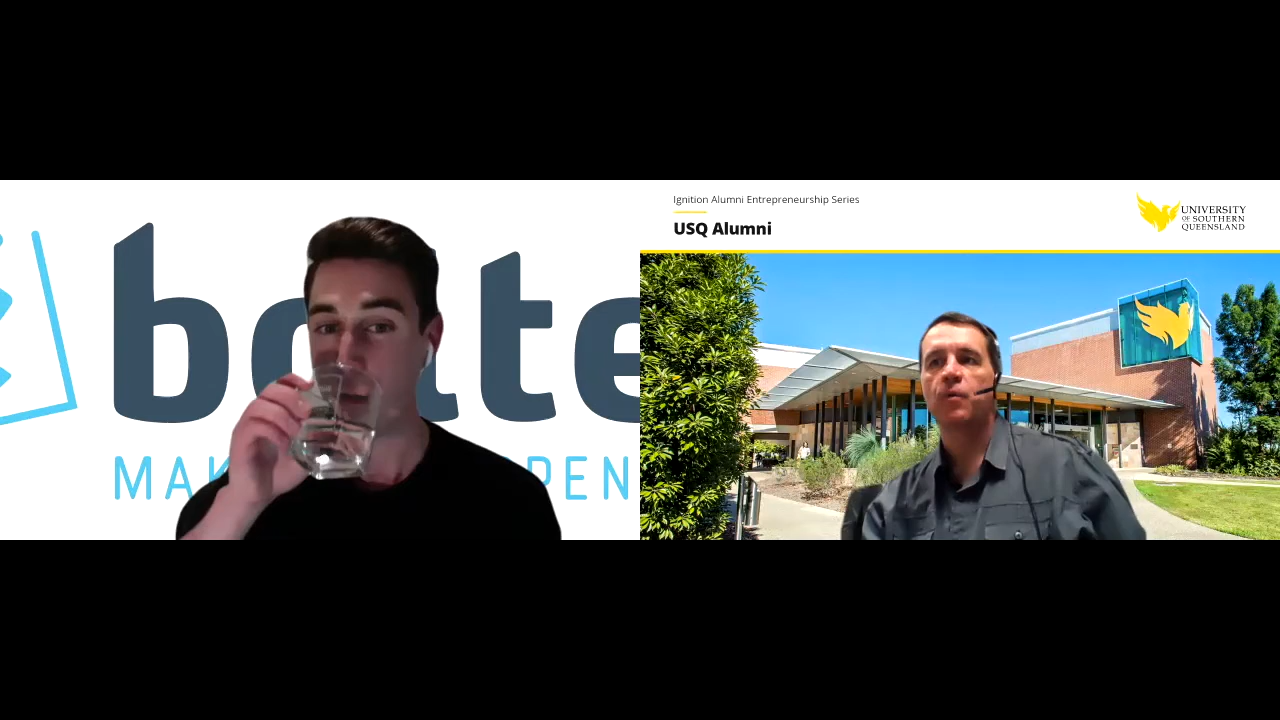 Ignition Alumni Entrepreneurship Series
USQ Alumni
UNIVERSITY
OF SOUTHERN
QUEENSLAND